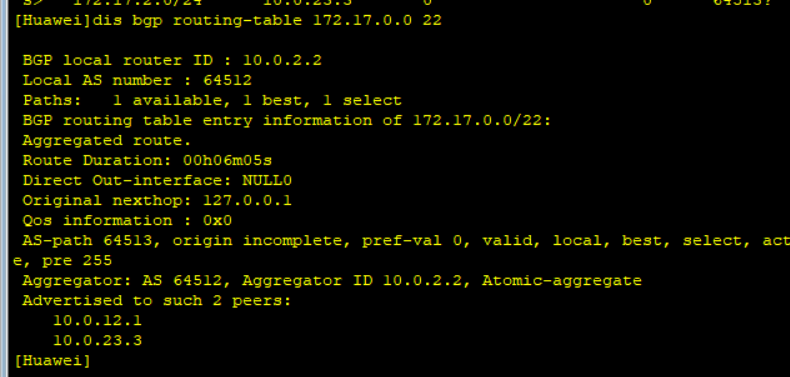 s> 172.17.2.0/24 10.0.23.3 0 0 64513?
[Huawei]dis bgp routing-table 172.17.0.0 22
BGP local router ID : 10.0.2.2
Local AS number : 64512
Paths: 1 available, 1 best, 1 select
BGP routing table entry information of 172.17.0.0/22:
Aggregated route.
Route Duration: 00h06m05s
Direct Out-interface: NULL0
Original nexthop: 127.0.0.1
Qos information : 0x0
AS-path 64513, origin incomplete, pref-val 0, valid, local, best, select, act
e, pre 255
Aggregator: AS 64512, Aggregator ID 10.0.2.2, Atomic-aggregate
Advertised to such 2 peers:
10.0.12.1
10.0.23.3
[Huawei]